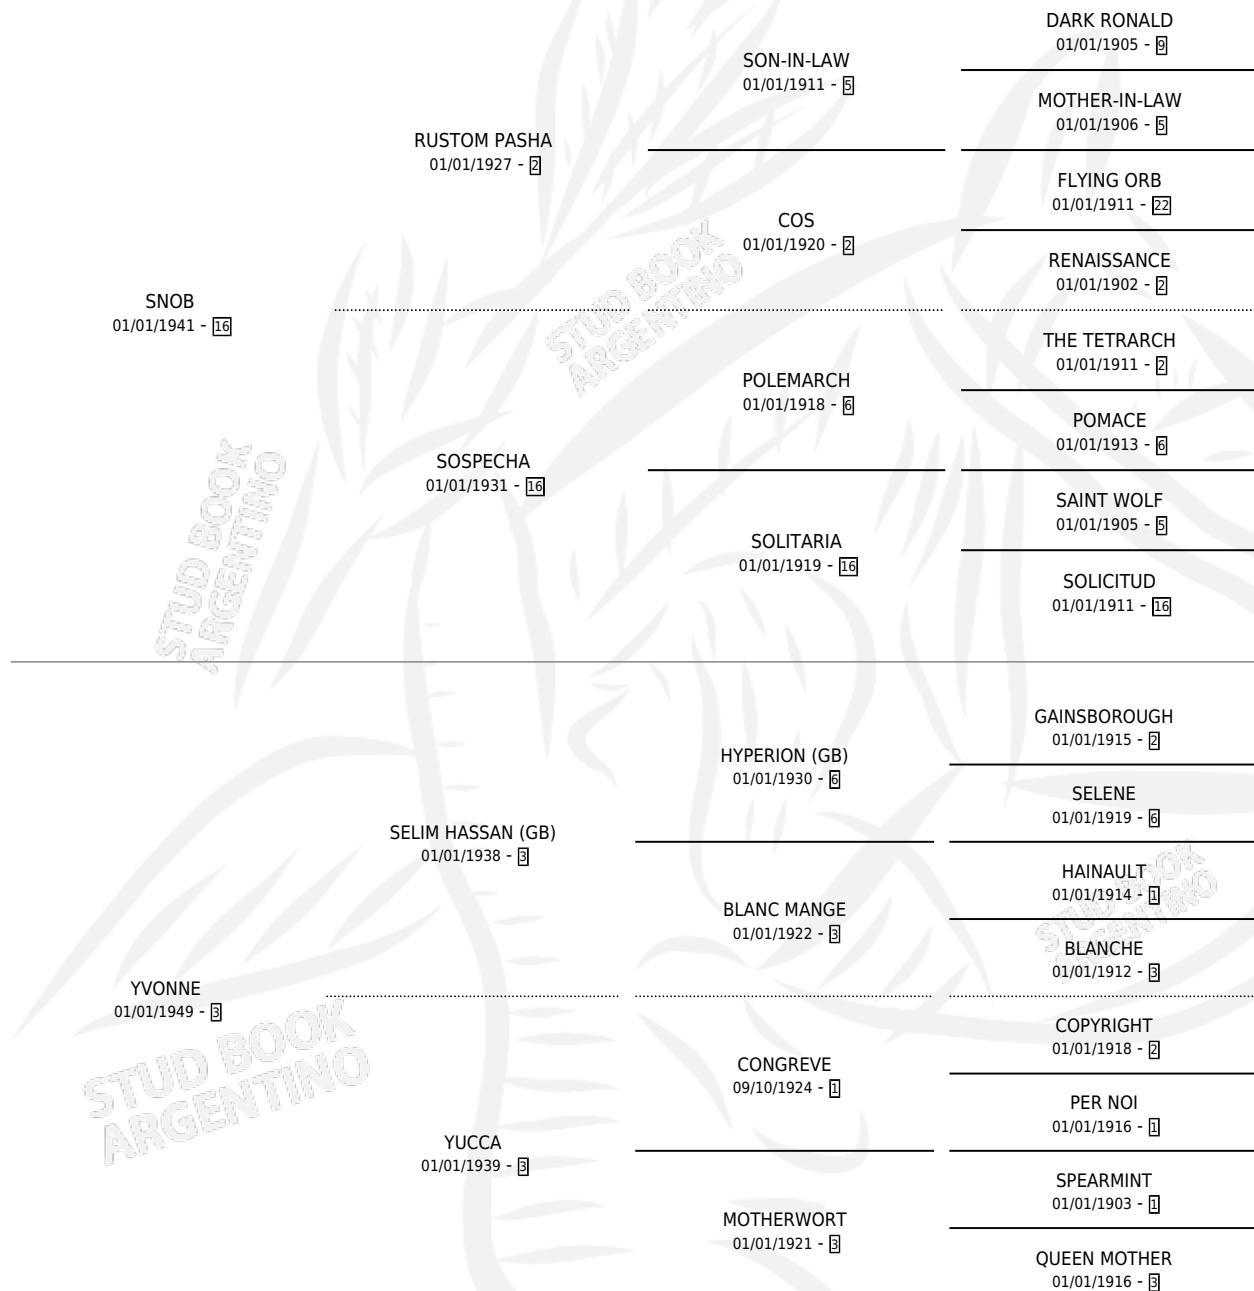 DARK RONALD
01/01/1905 - 9
SON-IN-LAW
01/01/1911 - 5
MOTHER-IN-LAW
01/01/1906 - 5
RUSTOM PASHA
01/01/1927 - 2
FLYING ORB
01/01/1911 - 22
COS
01/01/1920 - 2
RENAISSANCE
01/01/1902 - 2
SNOB
01/01/1941 - 16
THE TETRARCH
01/01/1911 - 2
POLEMARCH
01/01/1918 - 6
POMACE
01/01/1913 - 6
SOSPECHA
01/01/1931 - 16
SAINT WOLF
01/01/1905 - 5
SOLITARIA
01/01/1919 - 16
SOLICITUD
01/01/1911 - 16
STUD BOOK
ARGENTINO
STUD BOOK
ARGENTINO
GAINSBOROUGH
01/01/1915 - 2
HYPERION (GB)
01/01/1930 - 6
SELENE
01/01/1919 - 6
SELIM HASSAN (GB)
01/01/1938 - 3
HAINAULT
01/01/1914 - 1
BLANC MANGE
01/01/1922 - 3
BLANCHE
01/01/1912 - 3
YVONNE
01/01/1949 - 3
COPYRIGHT
01/01/1918 - 2
CONGREVE
09/10/1924 - 1
PER NOI
01/01/1916 - 1
YUCCA
01/01/1939 - 3
SPEARMINT
01/01/1903 - 1
MOTHERWORT
01/01/1921 - 3
QUEEN MOTHER
01/01/1916 - 3
STUD BOOK
ARGENTINO
STUD BOOK
ARGENTINO